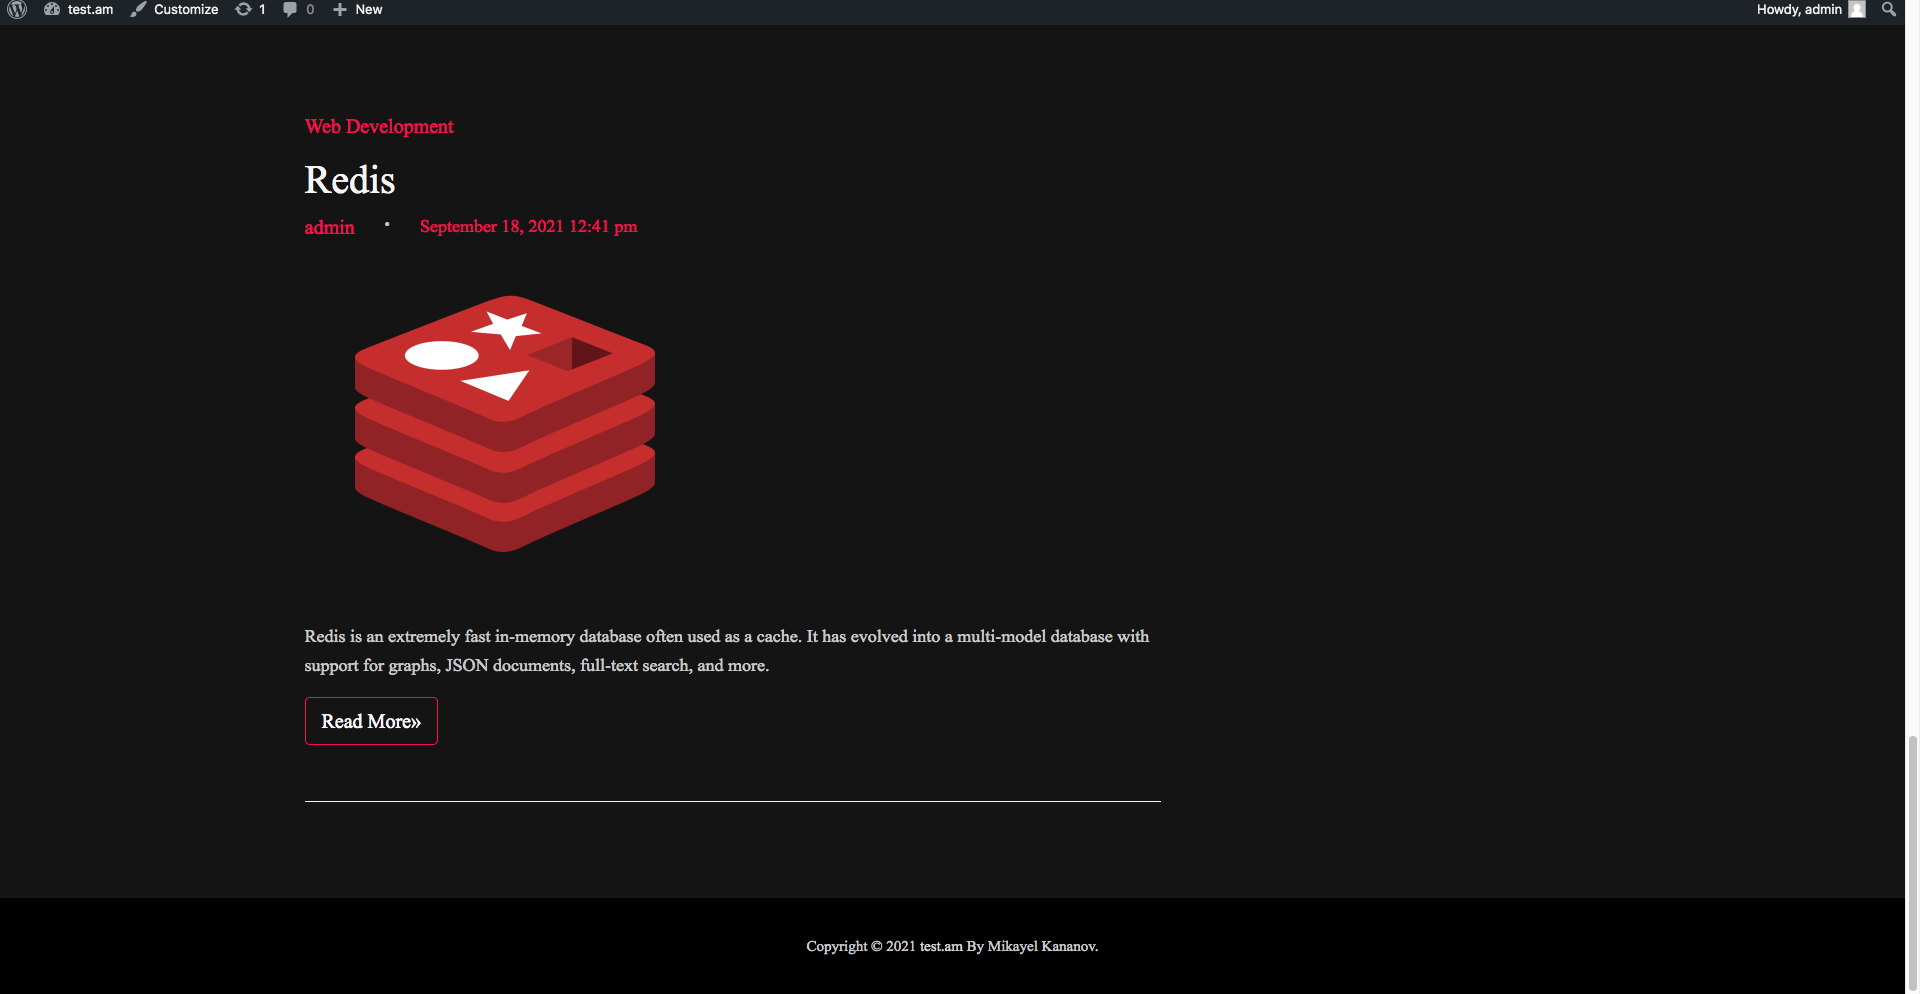 test.am Customize 1 0 New Howdy, admin
Web Development
Redis
admin • September 18, 2021 12:41 pm
Redis is an extremely fast in-memory database often used as a cache. It has evolved into a multi-model database with
support for graphs, JSON documents, full-text search, and more.
Read More»
Copyright © 2021 test.am By Mikayel Kananov.